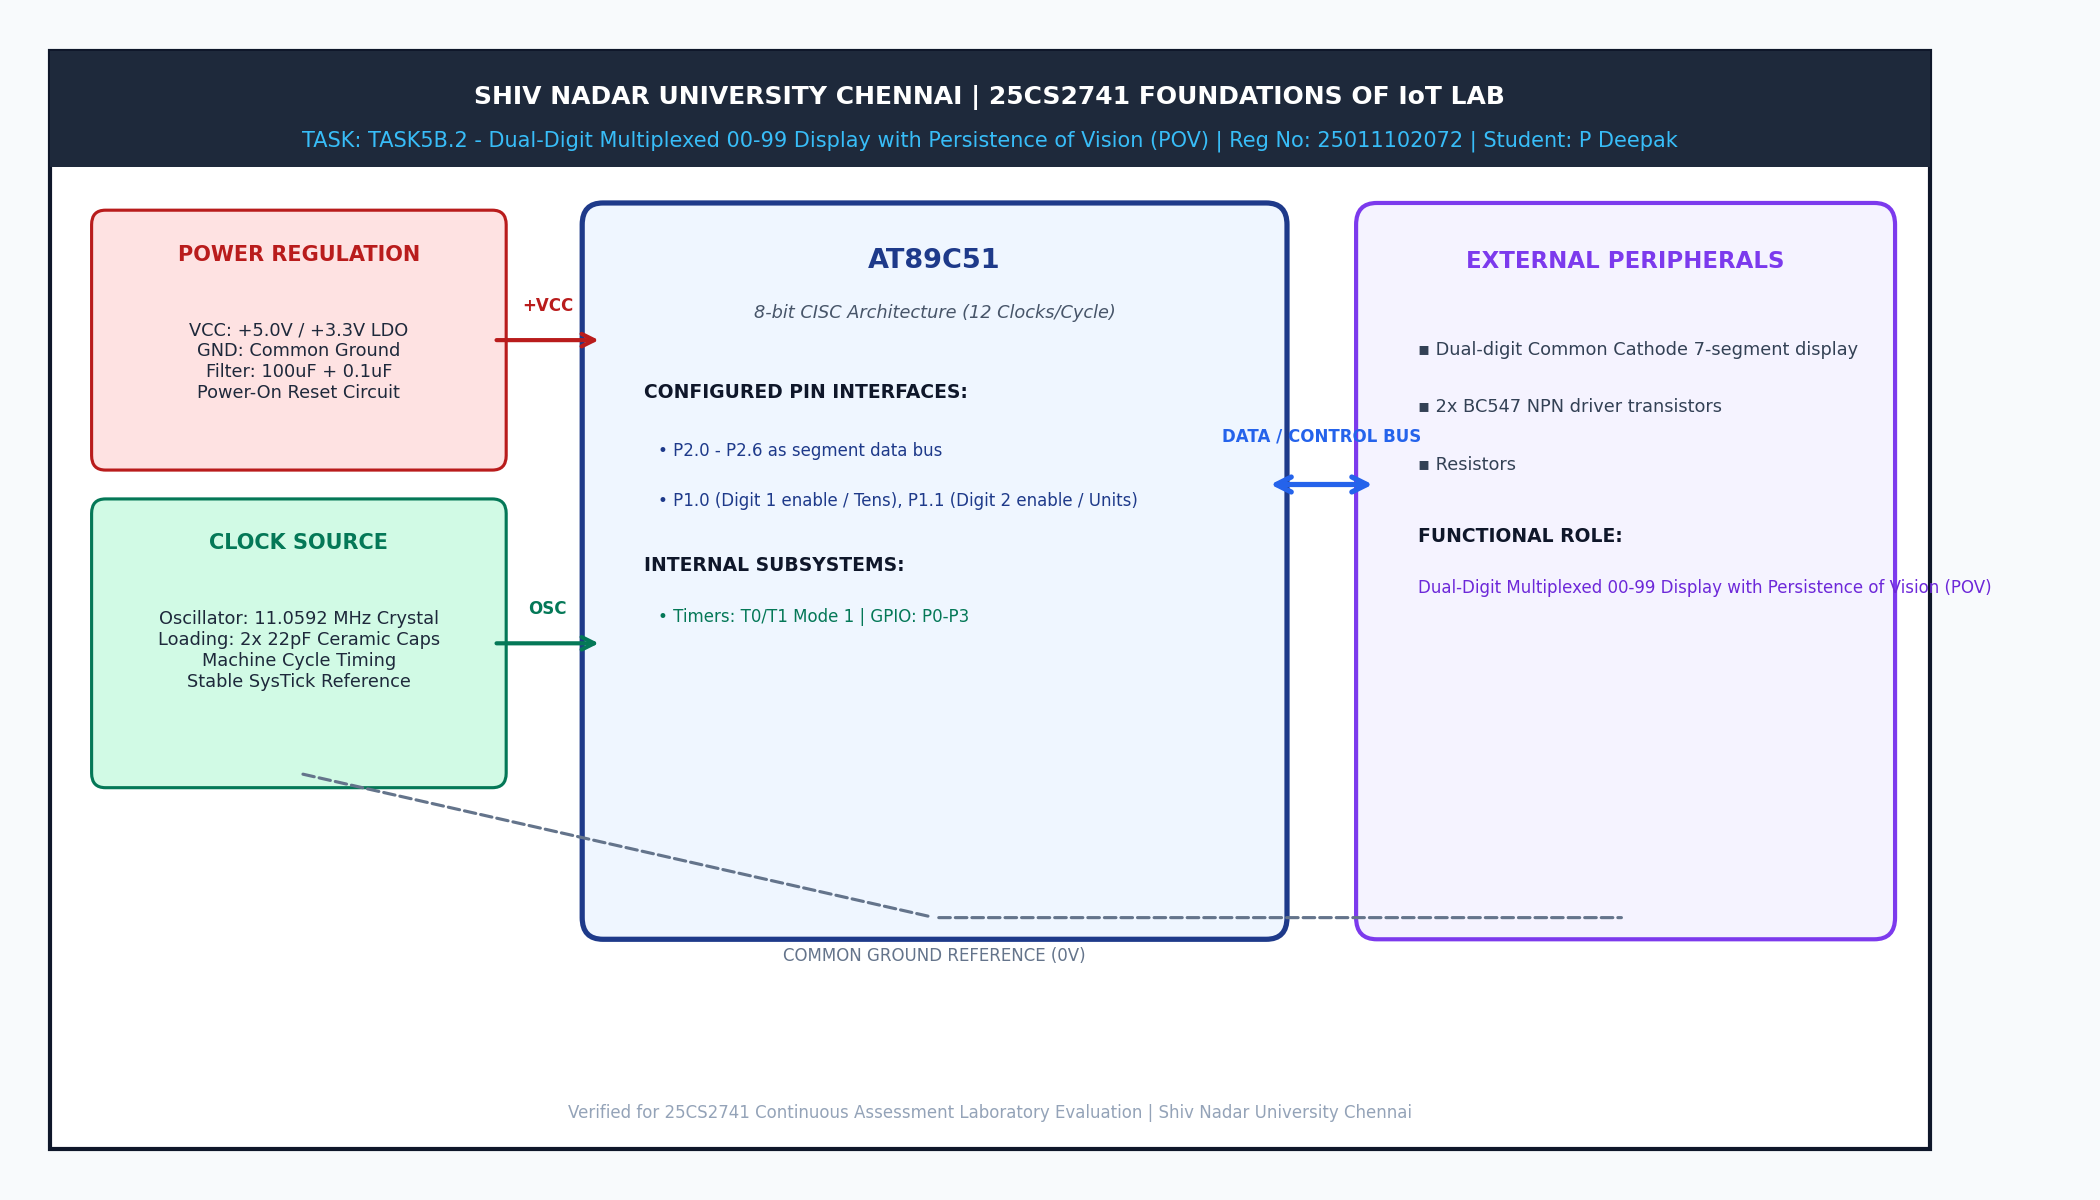 SHIV NADAR UNIVERSITY CHENNAI | 25CS2741 FOUNDATIONS OF IoT LAB
TASK: TASK5B.2 - Dual-Digit Multiplexed 00-99 Display with Persistence of Vision (POV) | Reg No: 25011102072 | Student: P Deepak
POWER REGULATION
VCC: +5.0V / +3.3V LDO
GND: Common Ground
Filter: 100uF + 0.1uF
Power-On Reset Circuit
+VCC
CLOCK SOURCE
Oscillator: 11.0592 MHz Crystal
Loading: 2x 22pF Ceramic Caps
Machine Cycle Timing
Stable SysTick Reference
OSC
AT89C51
8-bit CISC Architecture (12 Clocks/Cycle)
CONFIGURED PIN INTERFACES:
• P2.0 - P2.6 as segment data bus
• P1.0 (Digit 1 enable / Tens), P1.1 (Digit 2 enable / Units)
INTERNAL SUBSYSTEMS:
• Timers: T0/T1 Mode 1 | GPIO: P0-P3
DATA / CONTROL BUS
EXTERNAL PERIPHERALS
▪ Dual-digit Common Cathode 7-segment display
▪ 2x BC547 NPN driver transistors
▪ Resistors
FUNCTIONAL ROLE:
Dual-Digit Multiplexed 00-99 Display with Persistence of Vision (POV)
COMMON GROUND REFERENCE (0V)
Verified for 25CS2741 Continuous Assessment Laboratory Evaluation | Shiv Nadar University Chennai